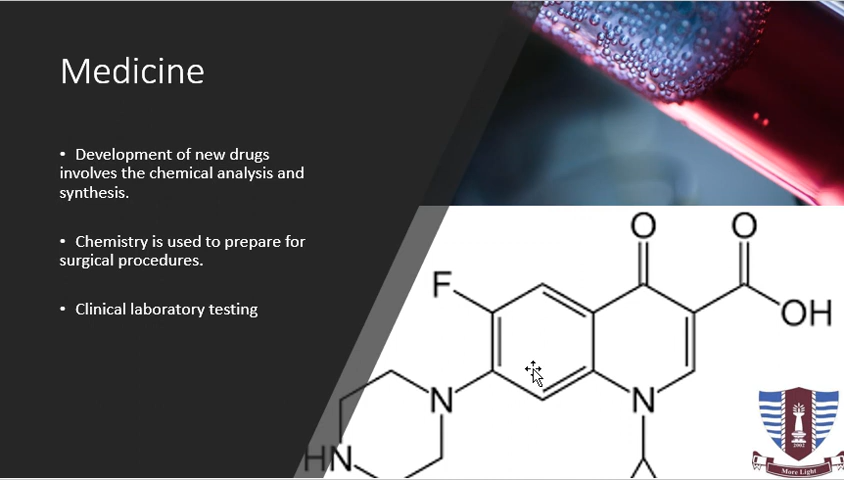 Medicine
• Development of new drugs
involves the chemical analysis and
synthesis.
• Chemistry is used to prepare for
surgical procedures.
• Clinical laboratory testing
O
O
F
OH
N
N
HN
2002
More Light